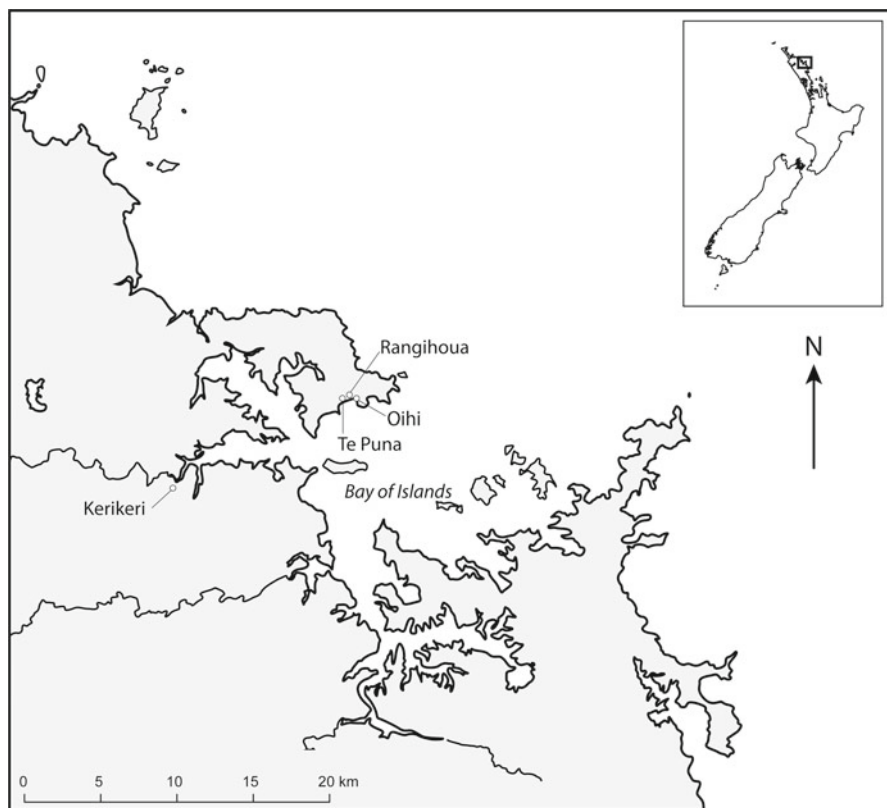 N
Rangihoua
Oihi
Te Puna
Bay of Islands
Kerikeri
0 5 10 15 20 km